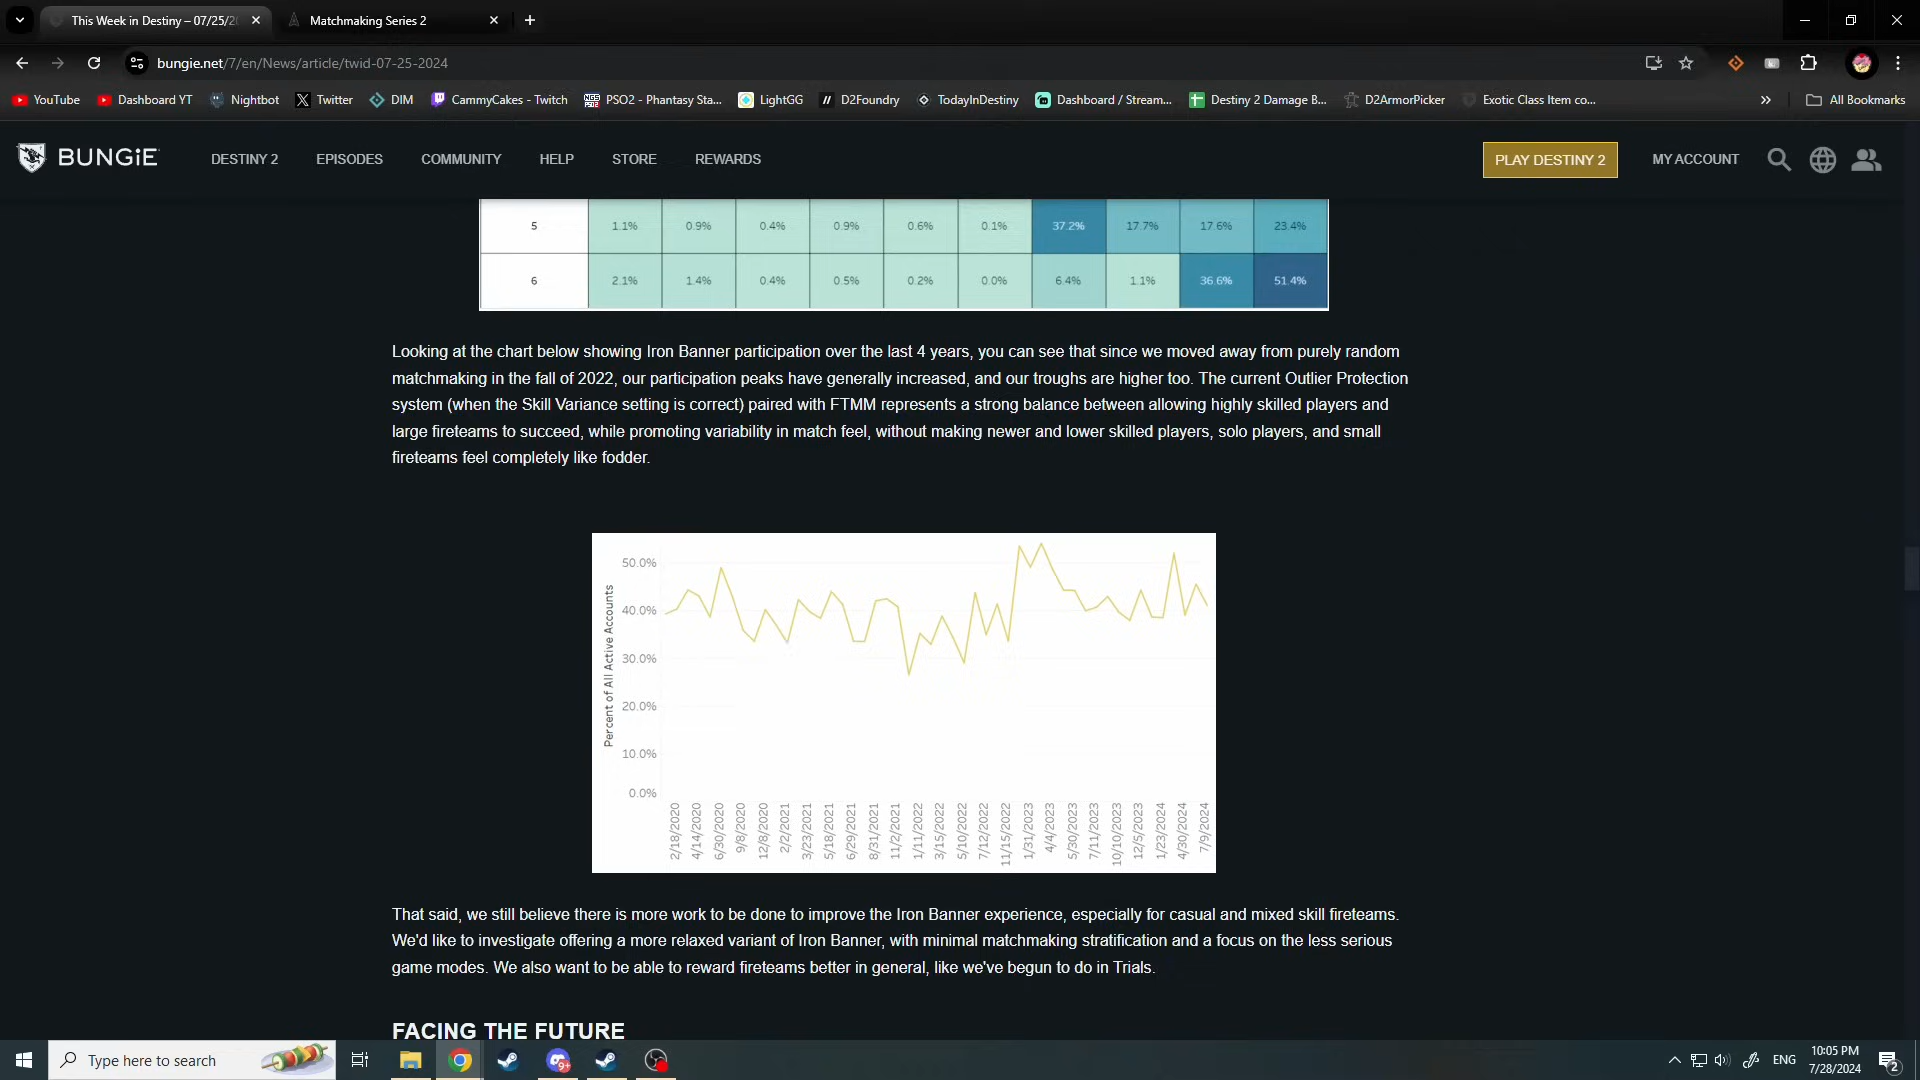 This Week in Destiny – 07/25/20
Matchmaking Series 2
bungie.net/7/en/News/article/twid-07-25-2024
YouTube
Dashboard YT
Nightbot
Twitter
DIM
CammyCakes - Twitch
PSO2 - Phantasy Sta...
LightGG
D2Foundry
TodayInDestiny
Dashboard / Stream...
Destiny 2 Damage B...
D2ArmorPicker
Exotic Class Item co...
All Bookmarks
BUNGiE
DESTINY 2
EPISODES
COMMUNITY
HELP
STORE
REWARDS
PLAY DESTINY 2
MY ACCOUNT
5 1.1% 0.9% 0.4% 0.9% 0.6% 0.1% 37.2% 17.7% 17.6% 23.4%
6 2.1% 1.4% 0.4% 0.5% 0.2% 0.0% 6.4% 1.1% 36.6% 51.4%
Looking at the chart below showing Iron Banner participation over the last 4 years, you can see that since we moved away from purely random
matchmaking in the fall of 2022, our participation peaks have generally increased, and our troughs are higher too. The current Outlier Protection
system (when the Skill Variance setting is correct) paired with FTMM represents a strong balance between allowing highly skilled players and
large fireteams to succeed, while promoting variability in match feel, without making newer and lower skilled players, solo players, and small
fireteams feel completely like fodder.
Percent of All Active Accounts
50.0%
40.0%
30.0%
20.0%
10.0%
0.0%
2/18/2020
4/14/2020
6/30/2020
9/8/2020
12/8/2020
2/2/2021
3/23/2021
5/18/2021
6/29/2021
8/31/2021
11/2/2021
1/11/2022
3/15/2022
5/10/2022
7/12/2022
11/15/2022
1/31/2023
4/4/2023
5/30/2023
7/11/2023
10/10/2023
12/5/2023
1/23/2024
4/30/2024
7/9/2024
That said, we still believe there is more work to be done to improve the Iron Banner experience, especially for casual and mixed skill fireteams.
We'd like to investigate offering a more relaxed variant of Iron Banner, with minimal matchmaking stratification and a focus on the less serious
game modes. We also want to be able to reward fireteams better in general, like we've begun to do in Trials.
FACING THE FUTURE
Type here to search
9+
ENG
10:05 PM
7/28/2024
2